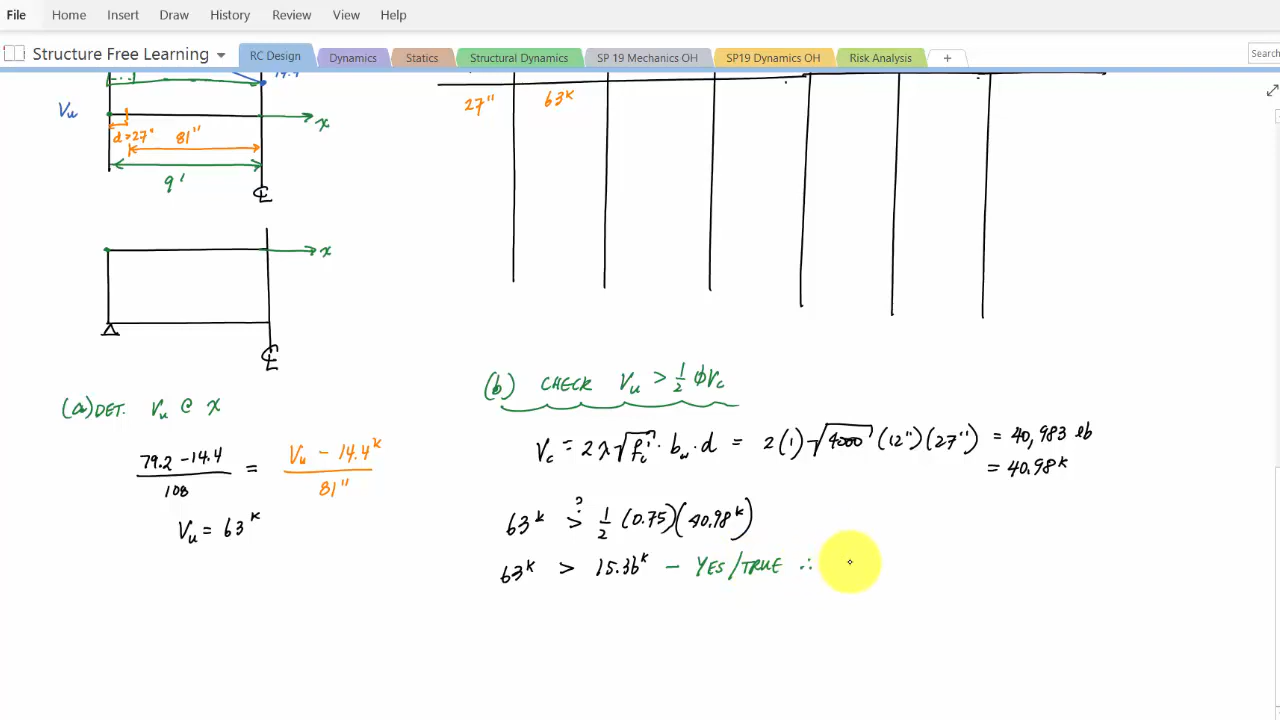 File Home Insert Draw History Review View Help
Structure Free Learning RC Design Dynamics Statics Structural Dynamics SP 19 Mechanics OH SP19 Dynamics OH Risk Analysis + Search
27" 63k
Vu x
d=27" 81"
9'
℄
x
℄
(a) DET. Vu @ x
79.2 - 14.4 / 108 = Vu - 14.4k / 81"
Vu = 63k
(b) CHECK Vu > 1/2 φVc
Vc = 2λ√f'c · bw · d = 2(1)√4000 (12")(27") = 40,983 lb
= 40.98k
63k >? 1/2 (0.75)(40.98k)
63k > 15.36k - YES/TRUE ∴